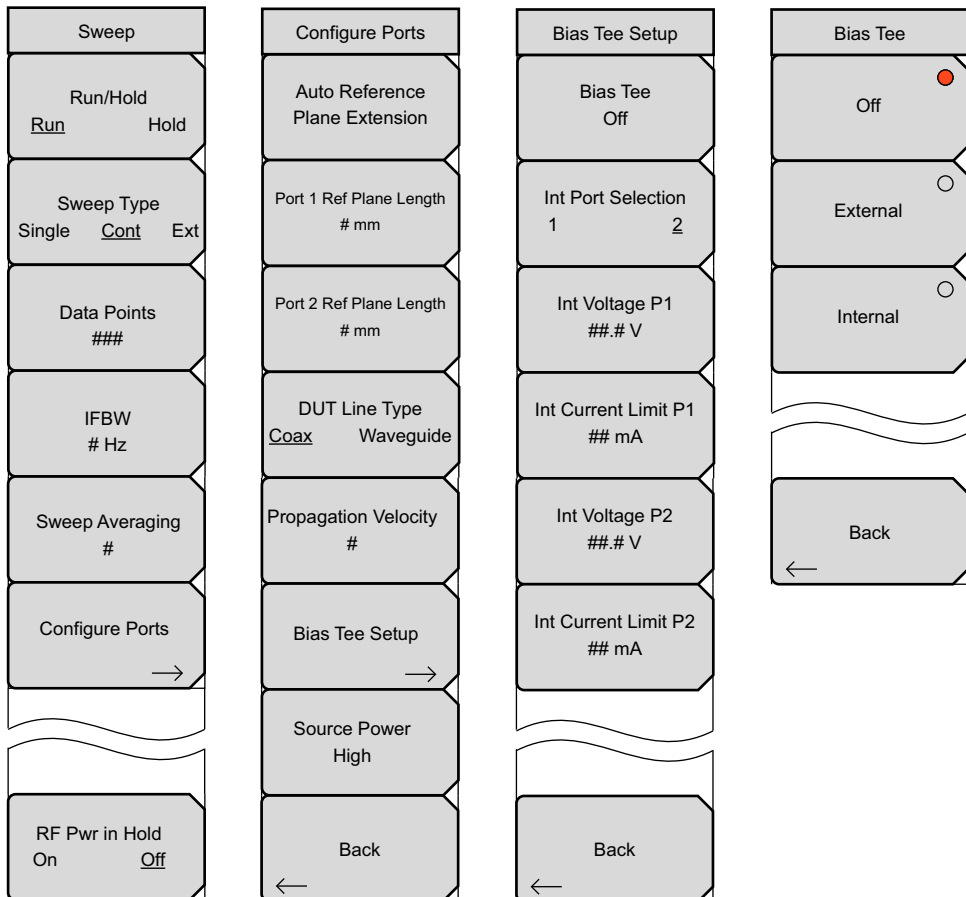 Sweep
Run/Hold
Run Hold
Sweep Type
Single Cont Ext
Data Points
###
IFBW
# Hz
Sweep Averaging
#
Configure Ports
RF Pwr in Hold
On Off
Configure Ports
Auto Reference
Plane Extension
Port 1 Ref Plane Length
# mm
Port 2 Ref Plane Length
# mm
DUT Line Type
Coax Waveguide
Propagation Velocity
#
Bias Tee Setup
Source Power
High
Back
Bias Tee Setup
Bias Tee
Off
Int Port Selection
1 2
Int Voltage P1
##.# V
Int Current Limit P1
## mA
Int Voltage P2
##.# V
Int Current Limit P2
## mA
Back
Bias Tee
Off
External
Internal
Back